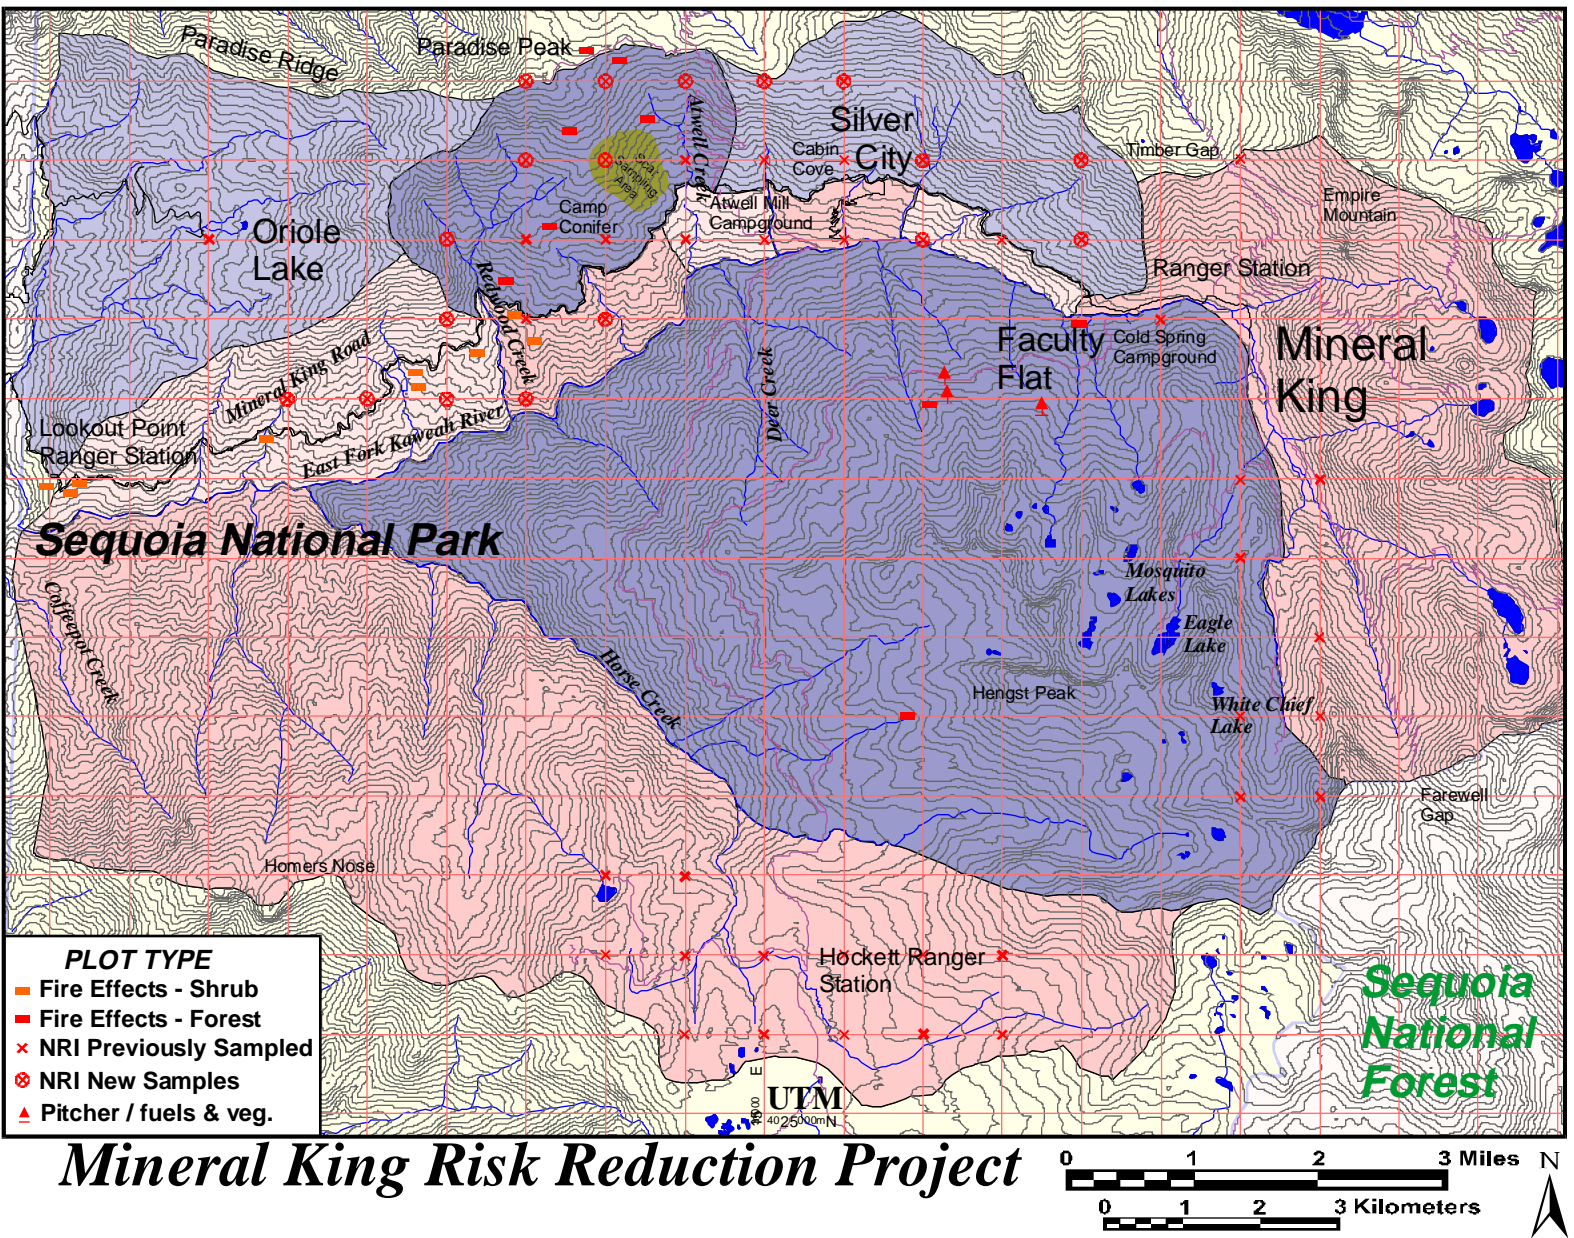 Paradise Ridge
Paradise Peak
Atwell Creek
Silver
City
Cabin
Cove
Timber Gap
Empire
Mountain
Scat
Sampling
Area
Camp
Conifer
Atwell Mill
Campground
Oriole
Lake
Redwood Creek
Ranger Station
Mineral King Road
Deer Creek
Faculty
Flat
Cold Spring
Campground
Mineral
King
Lookout Point
Ranger Station
East Fork Kaweah River
Sequoia National Park
Mosquito
Lakes
Coffeepot Creek
Eagle
Lake
Horse Creek
Hengst Peak
White Chief
Lake
Farewell
Gap
Homers Nose
Hockett Ranger
Station
Sequoia
National
Forest
PLOT TYPE
Fire Effects - Shrub
Fire Effects - Forest
NRI Previously Sampled
NRI New Samples
Pitcher / fuels & veg.
E
UTM
4025000mN
Mineral King Risk Reduction Project
0 1 2 3 Miles
0 1 2 3 Kilometers
N